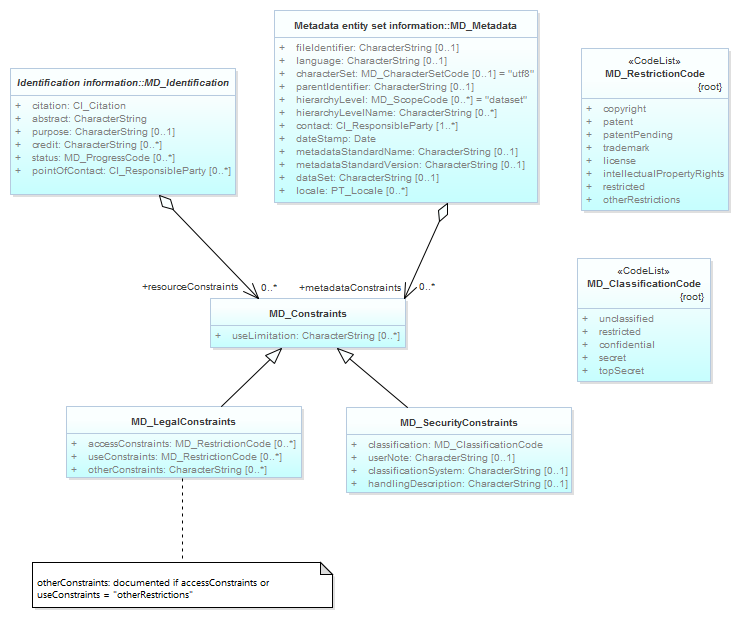 Metadata entity set information::MD_Metadata
+ fileIdentifier: CharacterString [0..1]
+ language: CharacterString [0..1]
+ characterSet: MD_CharacterSetCode [0..1] = "utf8"
+ parentIdentifier: CharacterString [0..1]
+ hierarchyLevel: MD_ScopeCode [0..*] = "dataset"
+ hierarchyLevelName: CharacterString [0..*]
+ contact: CI_ResponsibleParty [1..*]
+ dateStamp: Date
+ metadataStandardName: CharacterString [0..1]
+ metadataStandardVersion: CharacterString [0..1]
+ dataSet: CharacterString [0..1]
+ locale: PT_Locale [0..*]
Identification information::MD_Identification
+ citation: CI_Citation
+ abstract: CharacterString
+ purpose: CharacterString [0..1]
+ credit: CharacterString [0..*]
+ status: MD_ProgressCode [0..*]
+ pointOfContact: CI_ResponsibleParty [0..*]
«CodeList»
MD_RestrictionCode
{root}
+ copyright
+ patent
+ patentPending
+ trademark
+ license
+ intellectualPropertyRights
+ restricted
+ otherRestrictions
«CodeList»
MD_ClassificationCode
{root}
+ unclassified
+ restricted
+ confidential
+ secret
+ topSecret
+resourceConstraints 0..*
+metadataConstraints 0..*
MD_Constraints
+ useLimitation: CharacterString [0..*]
MD_LegalConstraints
+ accessConstraints: MD_RestrictionCode [0..*]
+ useConstraints: MD_RestrictionCode [0..*]
+ otherConstraints: CharacterString [0..*]
MD_SecurityConstraints
+ classification: MD_ClassificationCode
+ userNote: CharacterString [0..1]
+ classificationSystem: CharacterString [0..1]
+ handlingDescription: CharacterString [0..1]
otherConstraints: documented if accessConstraints or
useConstraints = "otherRestrictions"